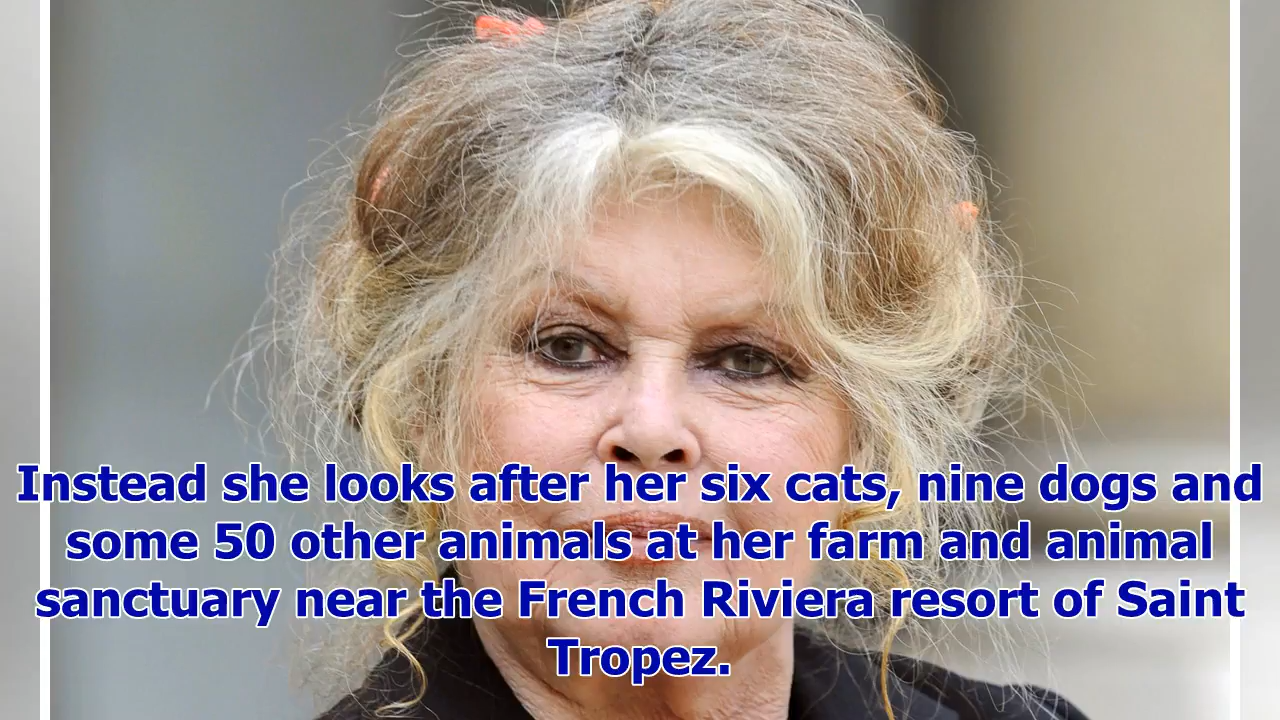 Instead she looks after her six cats, nine dogs and
some 50 other animals at her farm and animal
sanctuary near the French Riviera resort of Saint
Tropez.